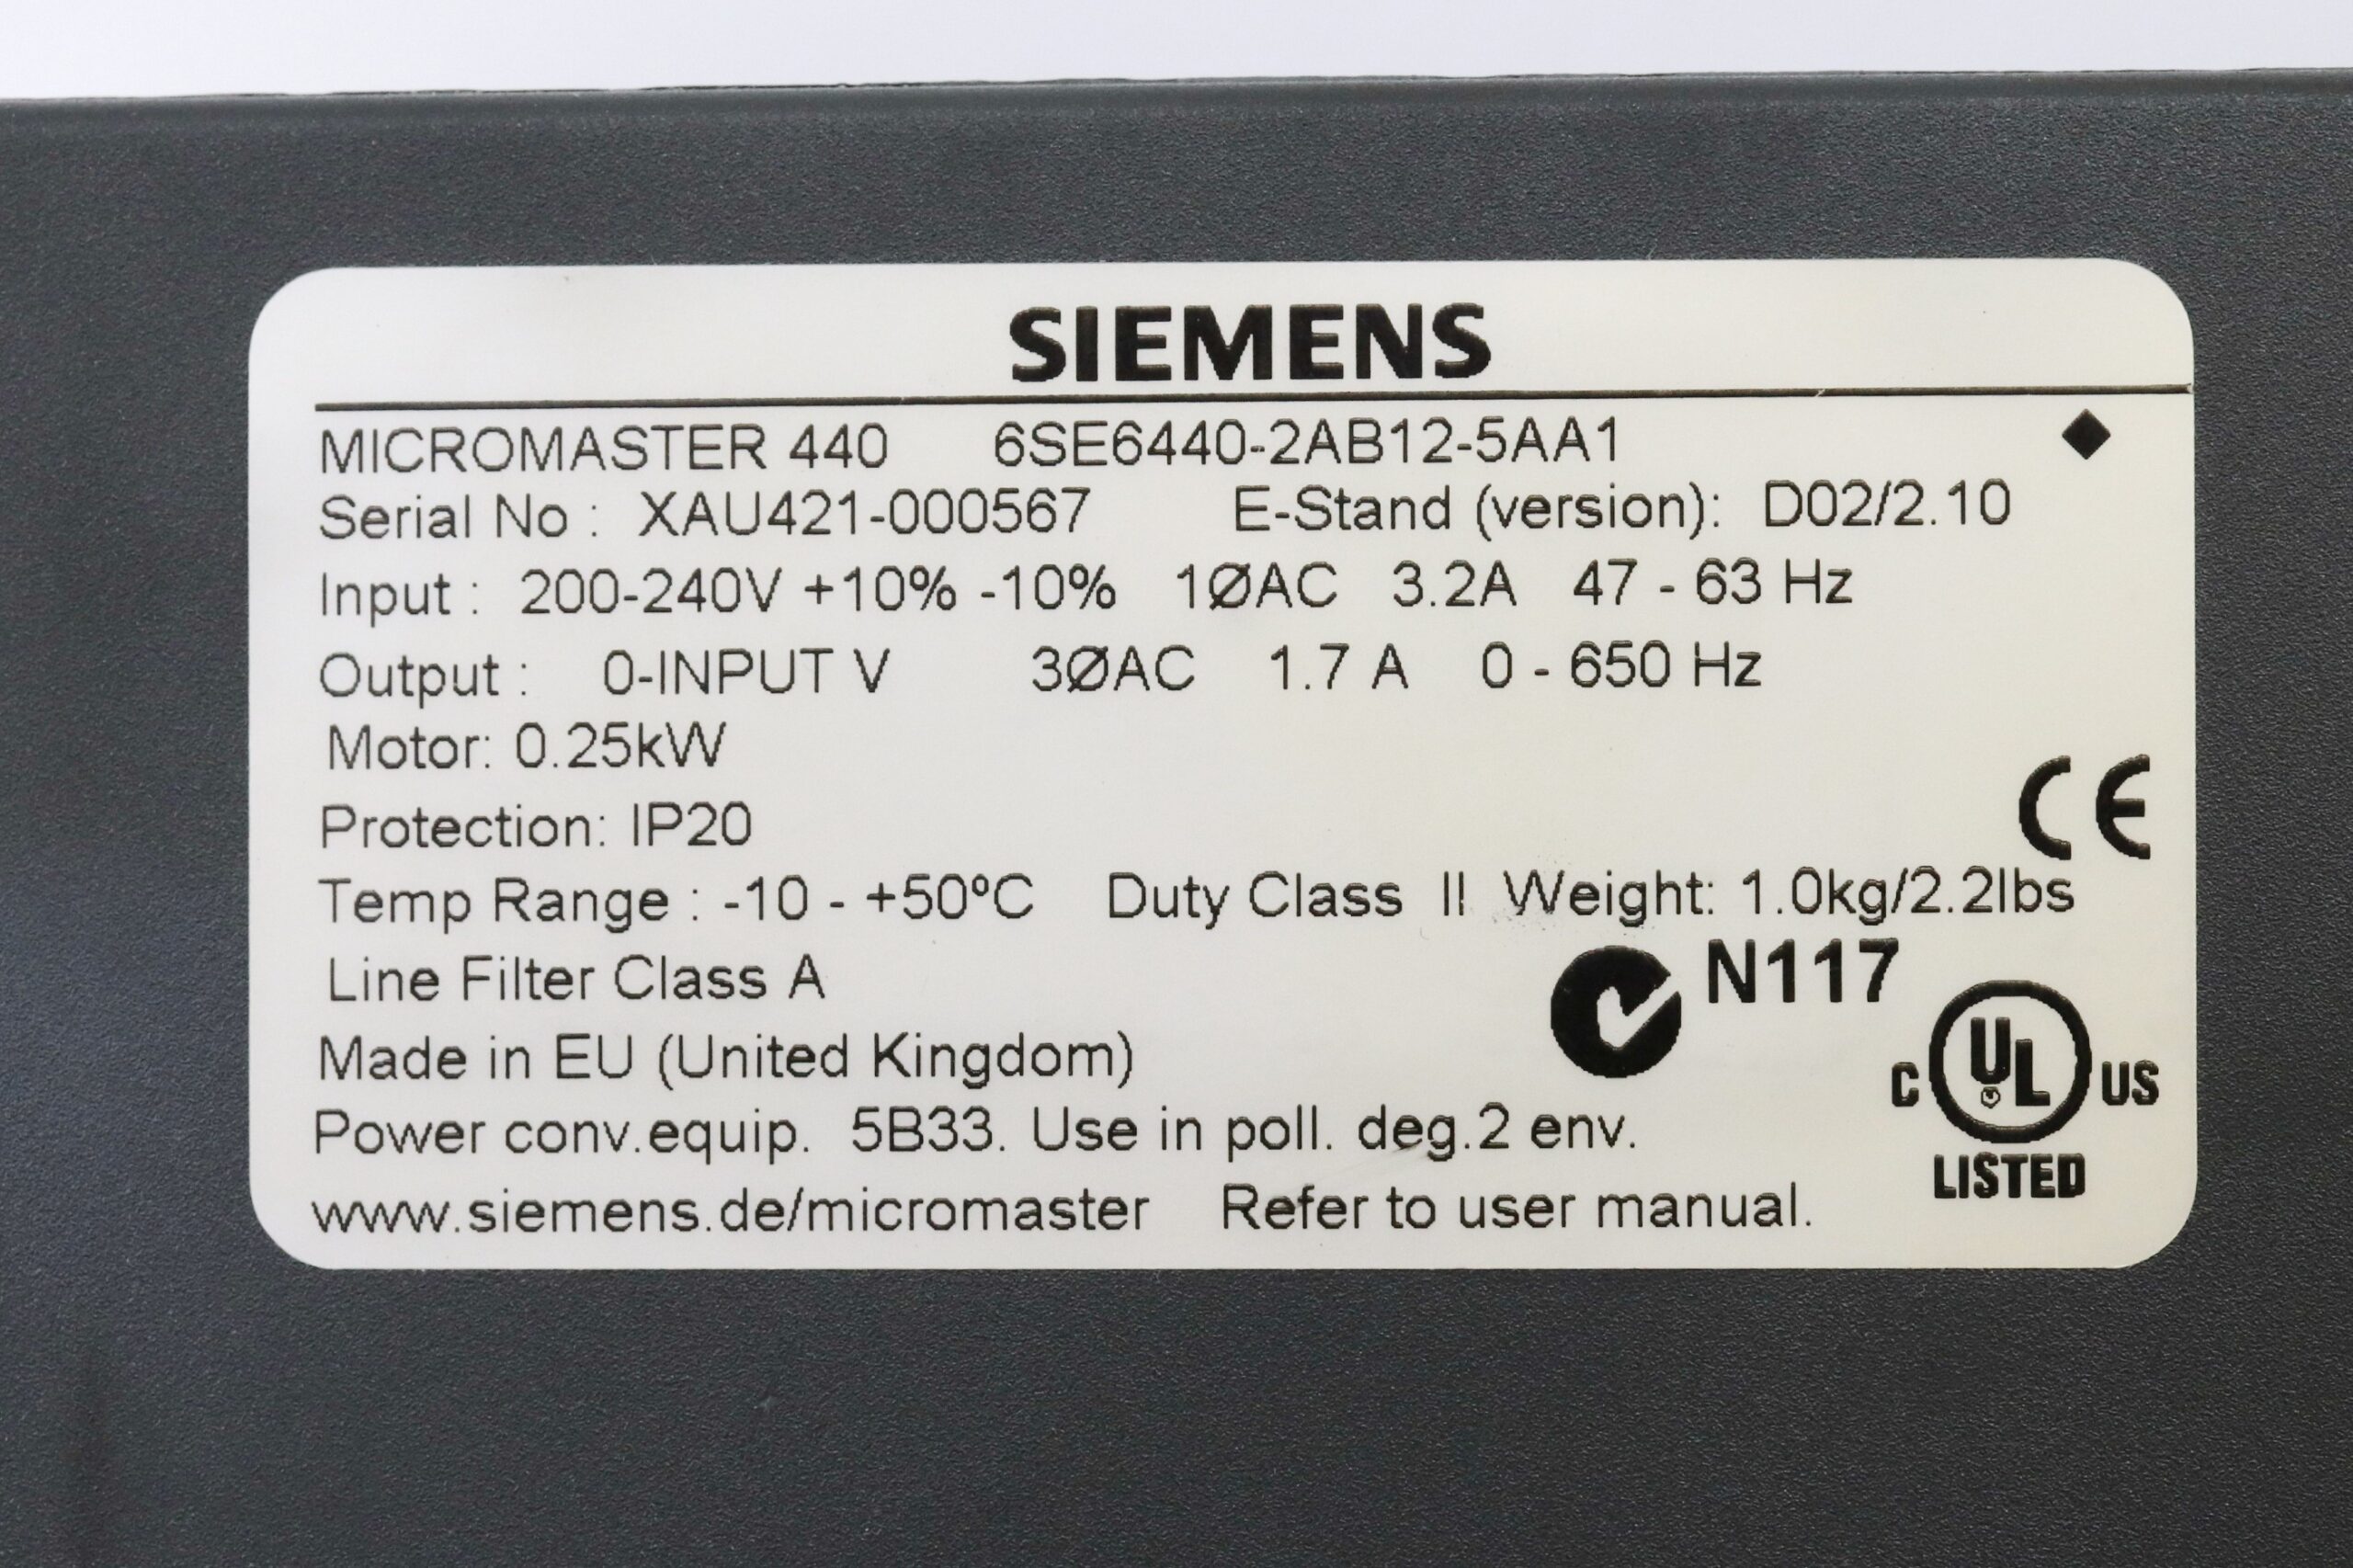 SIEMENS
MICROMASTER 440 6SE6440-2AB12-5AA1
Serial No : XAU421-000567 E-Stand (version): D02/2.10
Input : 200-240V +10% -10% 1ØAC 3.2A 47 - 63 Hz
Output : 0-INPUT V 3ØAC 1.7 A 0 - 650 Hz
Motor: 0.25kW
Protection: IP20
CE
Temp Range : -10 - +50ºC Duty Class II Weight: 1.0kg/2.2lbs
Line Filter Class A
N117
Made in EU (United Kingdom)
C UL US
LISTED
Power conv.equip. 5B33. Use in poll. deg.2 env.
www.siemens.de/micromaster Refer to user manual.